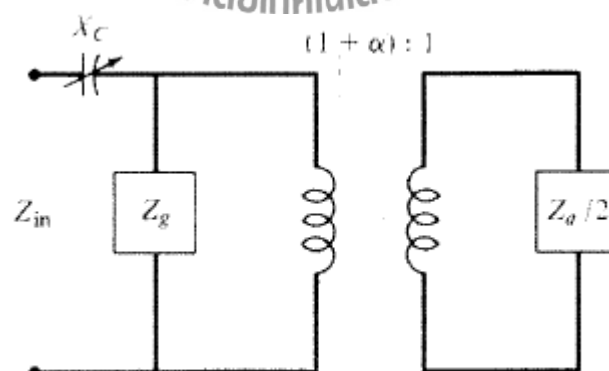 X_C
(1 + α) : 1
Z_in
Z_g
Z_a /2